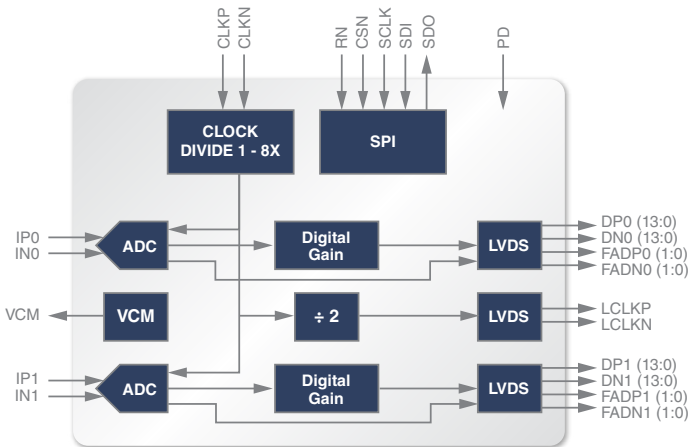 CLKP
CLKN
RN
CSN
SCLK
SDI
SDO
PD
CLOCK
DIVIDE 1 - 8X
SPI
IP0
IN0
ADC
Digital
Gain
LVDS
DP0 (13:0)
DN0 (13:0)
FADP0 (1:0)
FADN0 (1:0)
VCM
VCM
÷ 2
LVDS
LCLKP
LCLKN
IP1
IN1
ADC
Digital
Gain
LVDS
DP1 (13:0)
DN1 (13:0)
FADP1 (1:0)
FADN1 (1:0)